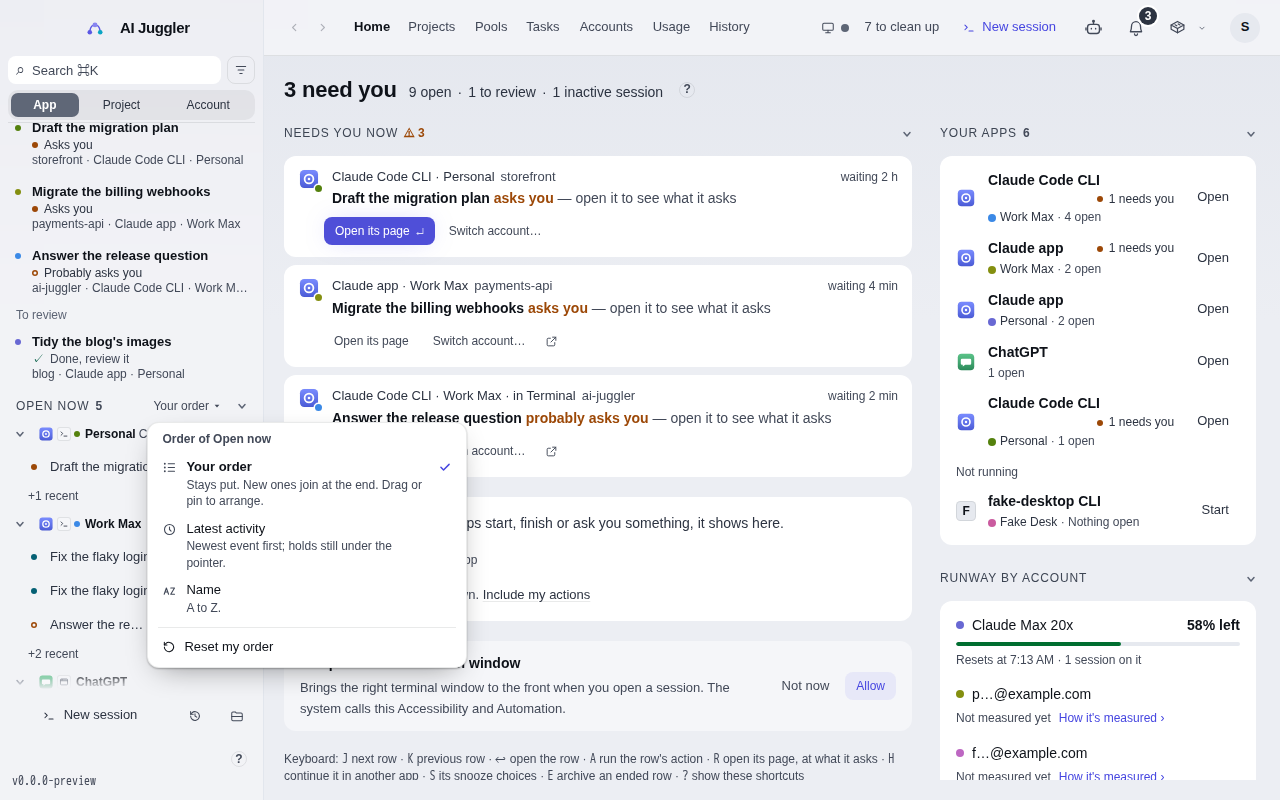 AI Juggler
Search ⌘K
App Project Account
Draft the migration plan
Asks you
storefront · Claude Code CLI · Personal
Migrate the billing webhooks
Asks you
payments-api · Claude app · Work Max
Answer the release question
Probably asks you
ai-juggler · Claude Code CLI · Work M…
To review
Tidy the blog's images
Done, review it
blog · Claude app · Personal
OPEN NOW 5 Your order
Personal C
Draft the migratic
+1 recent
Work Max
Fix the flaky login
Fix the flaky login
Answer the re…
+2 recent
ChatGPT
New session
?
v0.0.0-preview
Home Projects Pools Tasks Accounts Usage History
7 to clean up
New session
3
S
3 need you 9 open · 1 to review · 1 inactive session ?
NEEDS YOU NOW 3
Claude Code CLI · Personal storefront waiting 2 h
Draft the migration plan asks you — open it to see what it asks
Open its page Switch account…
Claude app · Work Max payments-api waiting 4 min
Migrate the billing webhooks asks you — open it to see what it asks
Open its page Switch account…
Claude Code CLI · Work Max · in Terminal ai-juggler waiting 2 min
Answer the release question probably asks you — open it to see what it asks
account…
Order of Open now
Your order
Stays put. New ones join at the end. Drag or
pin to arrange.
Latest activity
Newest event first; holds still under the
pointer.
Name
A to Z.
Reset my order
ps start, finish or ask you something, it shows here.
Include my actions
window
Brings the right terminal window to the front when you open a session. The
system calls this Accessibility and Automation.
Not now Allow
Keyboard: J next row · K previous row · ↩ open the row · A run the row's action · R open its page, at what it asks · H
continue it in another app · S its snooze choices · E archive an ended row · ? show these shortcuts
YOUR APPS 6
Claude Code CLI
1 needs you
Work Max · 4 open
Open
Claude app 1 needs you
Work Max · 2 open
Open
Claude app
Personal · 2 open
Open
ChatGPT
1 open
Open
Claude Code CLI
1 needs you
Personal · 1 open
Open
Not running
F
fake-desktop CLI
Fake Desk · Nothing open
Start
RUNWAY BY ACCOUNT
Claude Max 20x 58% left
Resets at 7:13 AM · 1 session on it
p…@example.com
Not measured yet How it's measured ›
f…@example.com
Not measured yet How it's measured ›